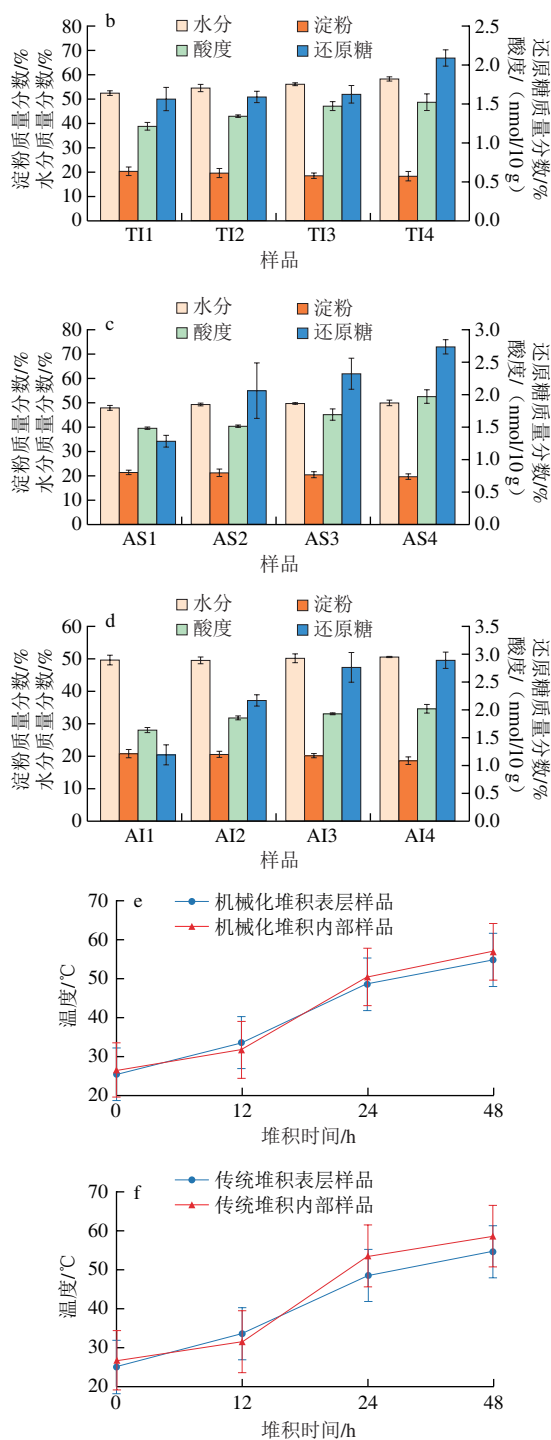 b
水分 淀粉
酸度 还原糖
80 70 60 50 40 30 20 10 0
淀粉质量分数/%
水分质量分数/%
2.5 2.0 1.5 1.0 0.5 0.0
还原糖质量分数/%
酸度/（nmol/10 g）
TI1 TI2 TI3 TI4
样品
c
水分 淀粉
酸度 还原糖
80 70 60 50 40 30 20 10 0
淀粉质量分数/%
水分质量分数/%
3.0 2.5 2.0 1.5 1.0 0.5 0.0
还原糖质量分数/%
酸度/（nmol/10 g）
AS1 AS2 AS3 AS4
样品
d
水分 淀粉
酸度 还原糖
60 50 40 30 20 10 0
淀粉质量分数/%
水分质量分数/%
3.5 3.0 2.5 2.0 1.5 1.0 0.5 0.0
还原糖质量分数/%
酸度/（nmol/10 g）
AI1 AI2 AI3 AI4
样品
e
机械化堆积表层样品
机械化堆积内部样品
70 60 50 40 30 20
温度/℃
0 12 24 48
堆积时间/h
f
传统堆积表层样品
传统堆积内部样品
70 60 50 40 30 20
温度/℃
0 12 24 48
堆积时间/h